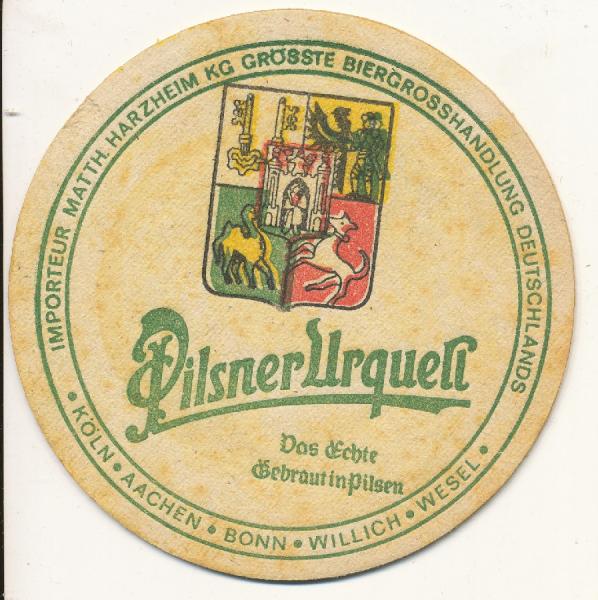 IMPORTEUR MATTH. HARZHEIM KG GRÖSSTE BIERGROSSHANDLUNG DEUTSCHLANDS
Pilsner Urquell
Das Echte
Gebraut in Pilsen
• KÖLN • AACHEN • BONN • WILLICH • WESEL •